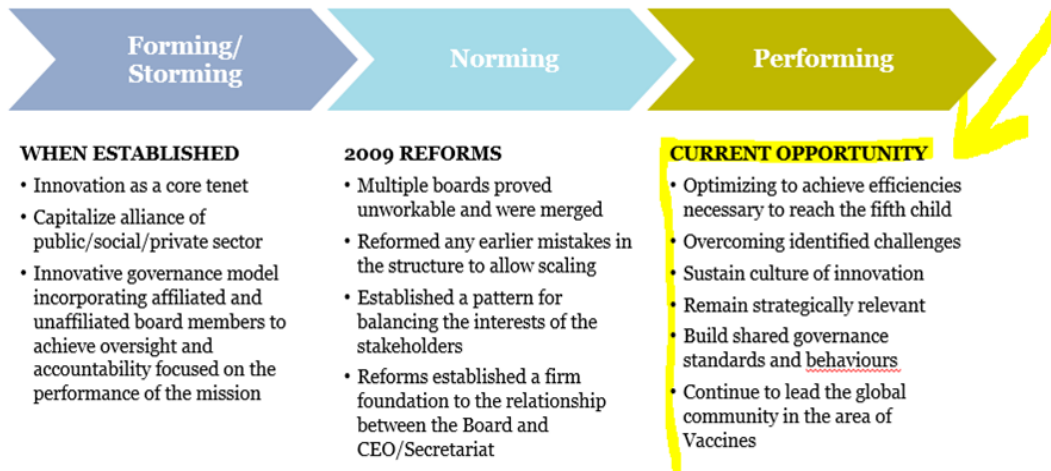 Forming/
Storming
Norming
Performing
WHEN ESTABLISHED
• Innovation as a core tenet
• Capitalize alliance of
public/social/private sector
• Innovative governance model
incorporating affiliated and
unaffiliated board members to
achieve oversight and
accountability focused on the
performance of the mission
2009 REFORMS
• Multiple boards proved
unworkable and were merged
• Reformed any earlier mistakes in
the structure to allow scaling
• Established a pattern for
balancing the interests of the
stakeholders
• Reforms established a firm
foundation to the relationship
between the Board and
CEO/Secretariat
CURRENT OPPORTUNITY
• Optimizing to achieve efficiencies
necessary to reach the fifth child
• Overcoming identified challenges
• Sustain culture of innovation
• Remain strategically relevant
• Build shared governance
standards and behaviours
• Continue to lead the global
community in the area of
Vaccines